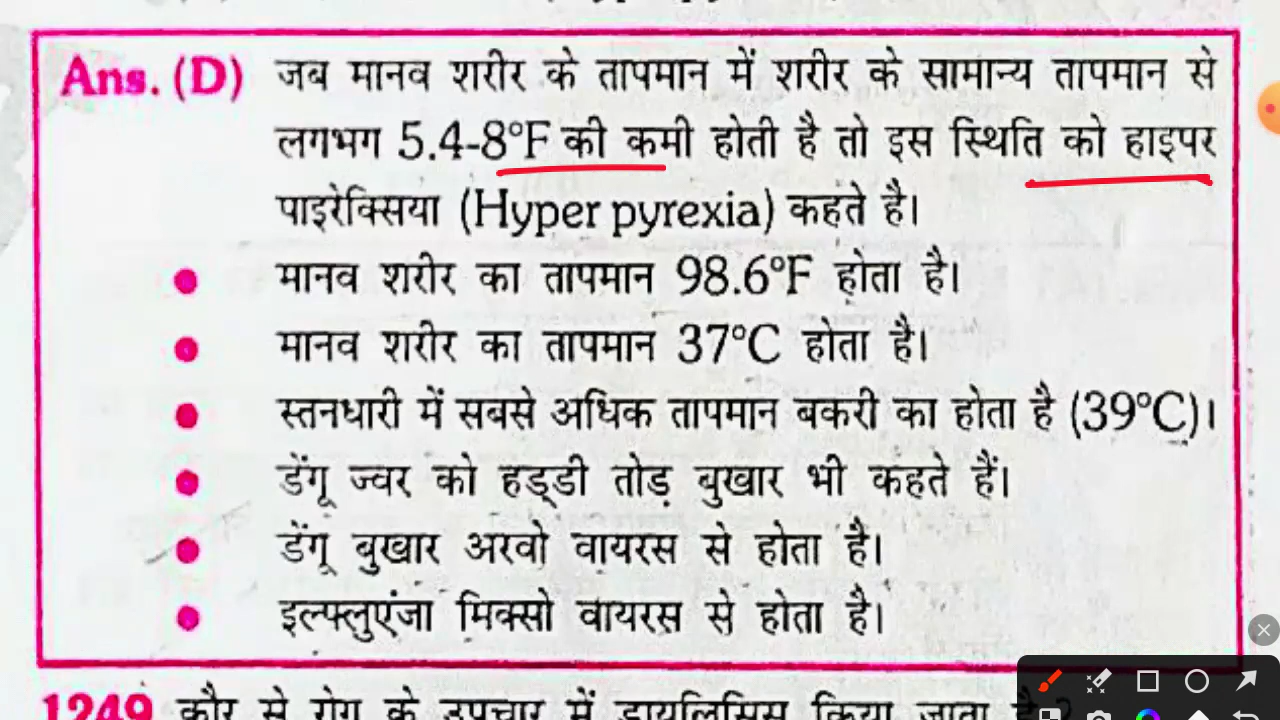 Ans. (D) जब मानव शरीर के तापमान में शरीर के सामान्य तापमान से
लगभग 5.4-8°F की कमी होती है तो इस स्थिति को हाइपर
पाइरेक्सिया (Hyper pyrexia) कहते है।
• मानव शरीर का तापमान 98.6°F होता है।
• मानव शरीर का तापमान 37°C होता है।
• स्तनधारी में सबसे अधिक तापमान बकरी का होता है (39°C)।
• डेंगू ज्वर को हड्डी तोड़ बुखार भी कहते हैं।
• डेंगू बुखार अरवो वायरस से होता है।
• इल्फ्लुएंजा मिक्सो वायरस से होता है।
1249 कौर से रोग के उपचार में डायलिसिस किया जाता है?